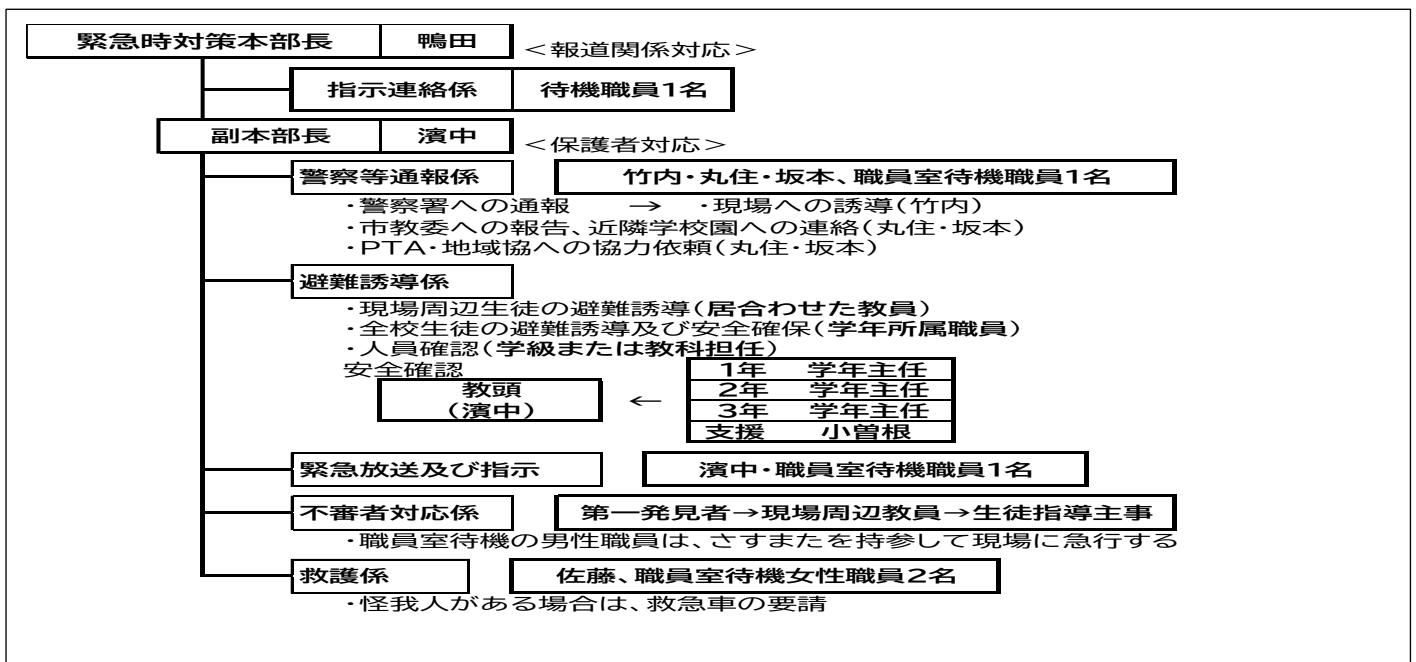 緊急時対策本部長 鴨田 <報道関係対応>
指示連絡係 待機職員1名
副本部長 濱中 <保護者対応>
警察等通報係 竹内・丸住・坂本、職員室待機職員1名
・警察署への通報 → ・現場への誘導(竹内)
・市教委への報告、近隣学校園への連絡(丸住・坂本)
・PTA・地域協への協力依頼(丸住・坂本)
避難誘導係
・現場周辺生徒の避難誘導(居合わせた教員)
・全校生徒の避難誘導及び安全確保(学年所属職員)
・人員確認(学級または教科担任)
安全確認
教頭
(濱中)
←
1年 学年主任
2年 学年主任
3年 学年主任
支援 小曽根
緊急放送及び指示 濱中・職員室待機職員1名
不審者対応係 第一発見者→現場周辺教員→生徒指導主事
・職員室待機の男性職員は、さすまたを持参して現場に急行する
救護係 佐藤、職員室待機女性職員2名
・怪我人がある場合は、救急車の要請